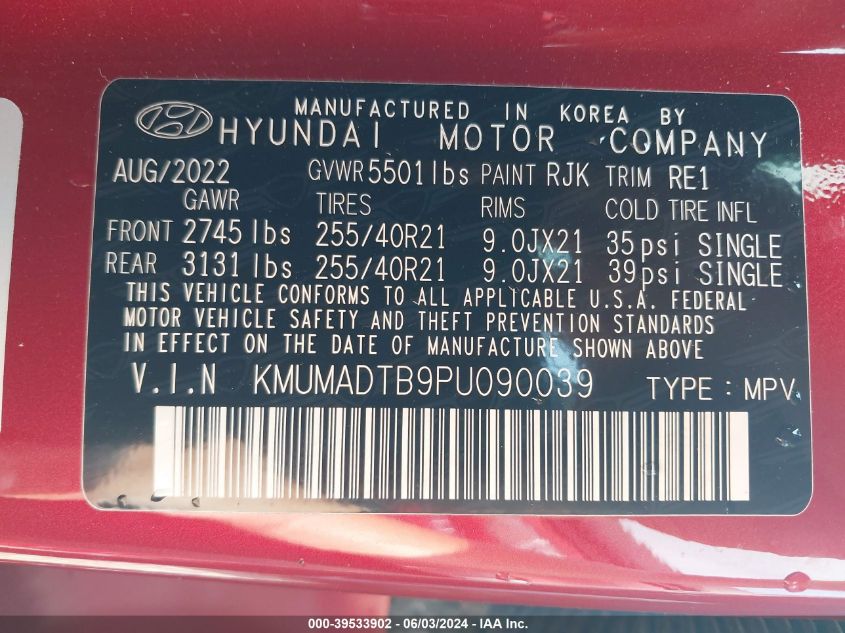 MANUFACTURED IN KOREA BY
HYUNDAI MOTOR COMPANY
AUG/2022 GVWR 5501 lbs PAINT RJK TRIM RE1
GAWR TIRES RIMS COLD TIRE INFL
FRONT 2745 lbs 255/40R21 9.0JX21 35psi SINGLE
REAR 3131 lbs 255/40R21 9.0JX21 39psi SINGLE
THIS VEHICLE CONFORMS TO ALL APPLICABLE U.S.A. FEDERAL
MOTOR VEHICLE SAFETY AND THEFT PREVENTION STANDARDS
IN EFFECT ON THE DATE OF MANUFACTURE SHOWN ABOVE
V.I.N KMUMADTB9PU090039 TYPE : MPV
000-39533902 - 06/03/2024 - IAA Inc.